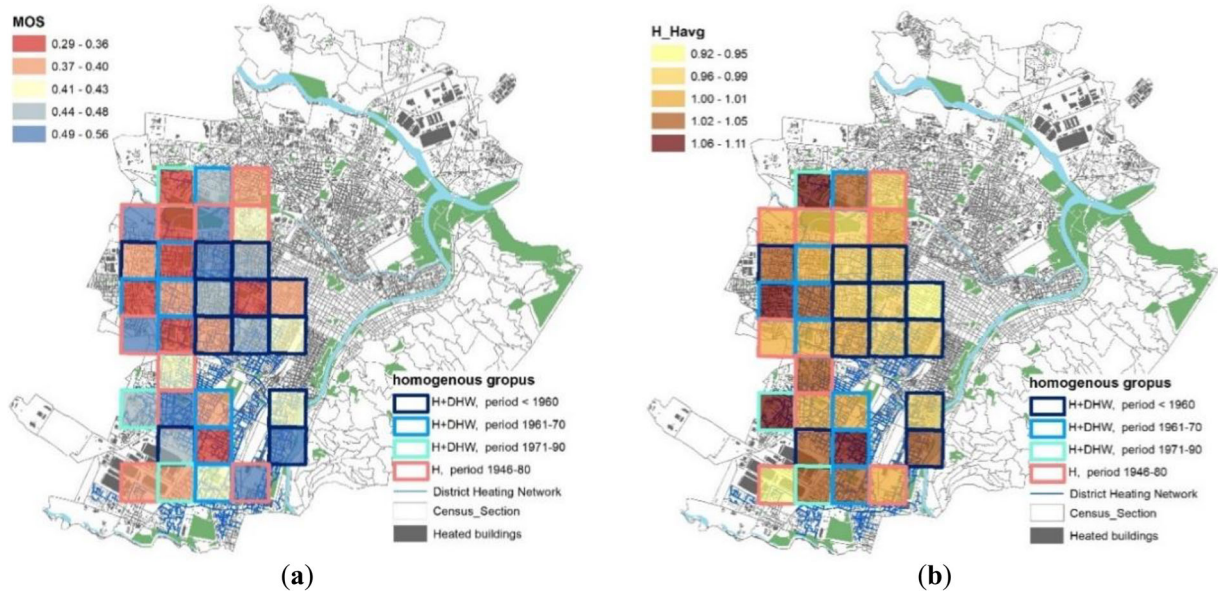 MOS
0.29 - 0.36
0.37 - 0.40
0.41 - 0.43
0.44 - 0.48
0.49 - 0.56
homogenous gropus
H+DHW, period < 1960
H+DHW, period 1961-70
H+DHW, period 1971-90
H, period 1946-80
District Heating Network
Census_Section
Heated buildings
(a)
H_Havg
0.92 - 0.95
0.96 - 0.99
1.00 - 1.01
1.02 - 1.05
1.06 - 1.11
homogenous gropus
H+DHW, period < 1960
H+DHW, period 1961-70
H+DHW, period 1971-90
H, period 1946-80
District Heating Network
Census_Section
Heated buildings
(b)